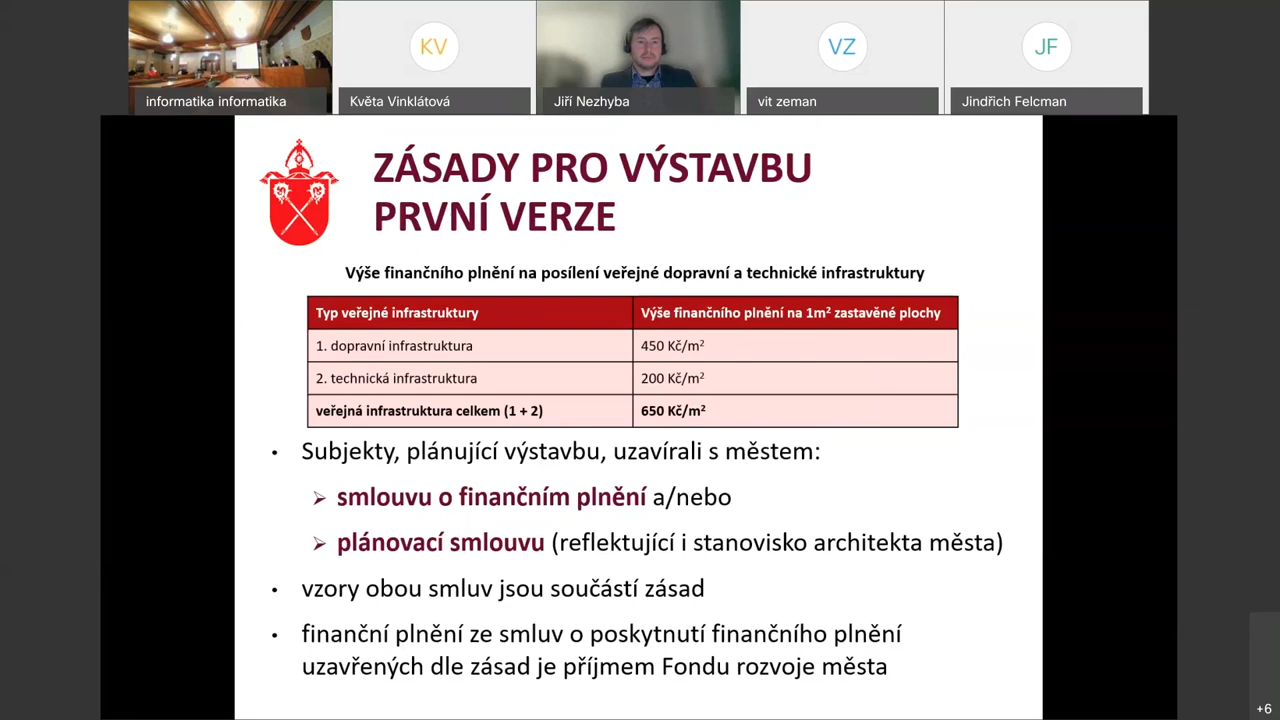 KV
VZ
JF
informatika informatika
Květa Vinklátová
Jiří Nezhyba
vit zeman
Jindřich Felcman
ZÁSADY PRO VÝSTAVBU
PRVNÍ VERZE
Výše finančního plnění na posílení veřejné dopravní a technické infrastruktury
Typ veřejné infrastruktury
Výše finančního plnění na 1m² zastavěné plochy
1. dopravní infrastruktura
450 Kč/m²
2. technická infrastruktura
200 Kč/m²
veřejná infrastruktura celkem (1 + 2)
650 Kč/m²
• Subjekty, plánující výstavbu, uzavírali s městem:
➢ smlouvu o finančním plnění a/nebo
➢ plánovací smlouvu (reflektující i stanovisko architekta města)
• vzory obou smluv jsou součástí zásad
• finanční plnění ze smluv o poskytnutí finančního plnění
uzavřených dle zásad je příjmem Fondu rozvoje města
+6